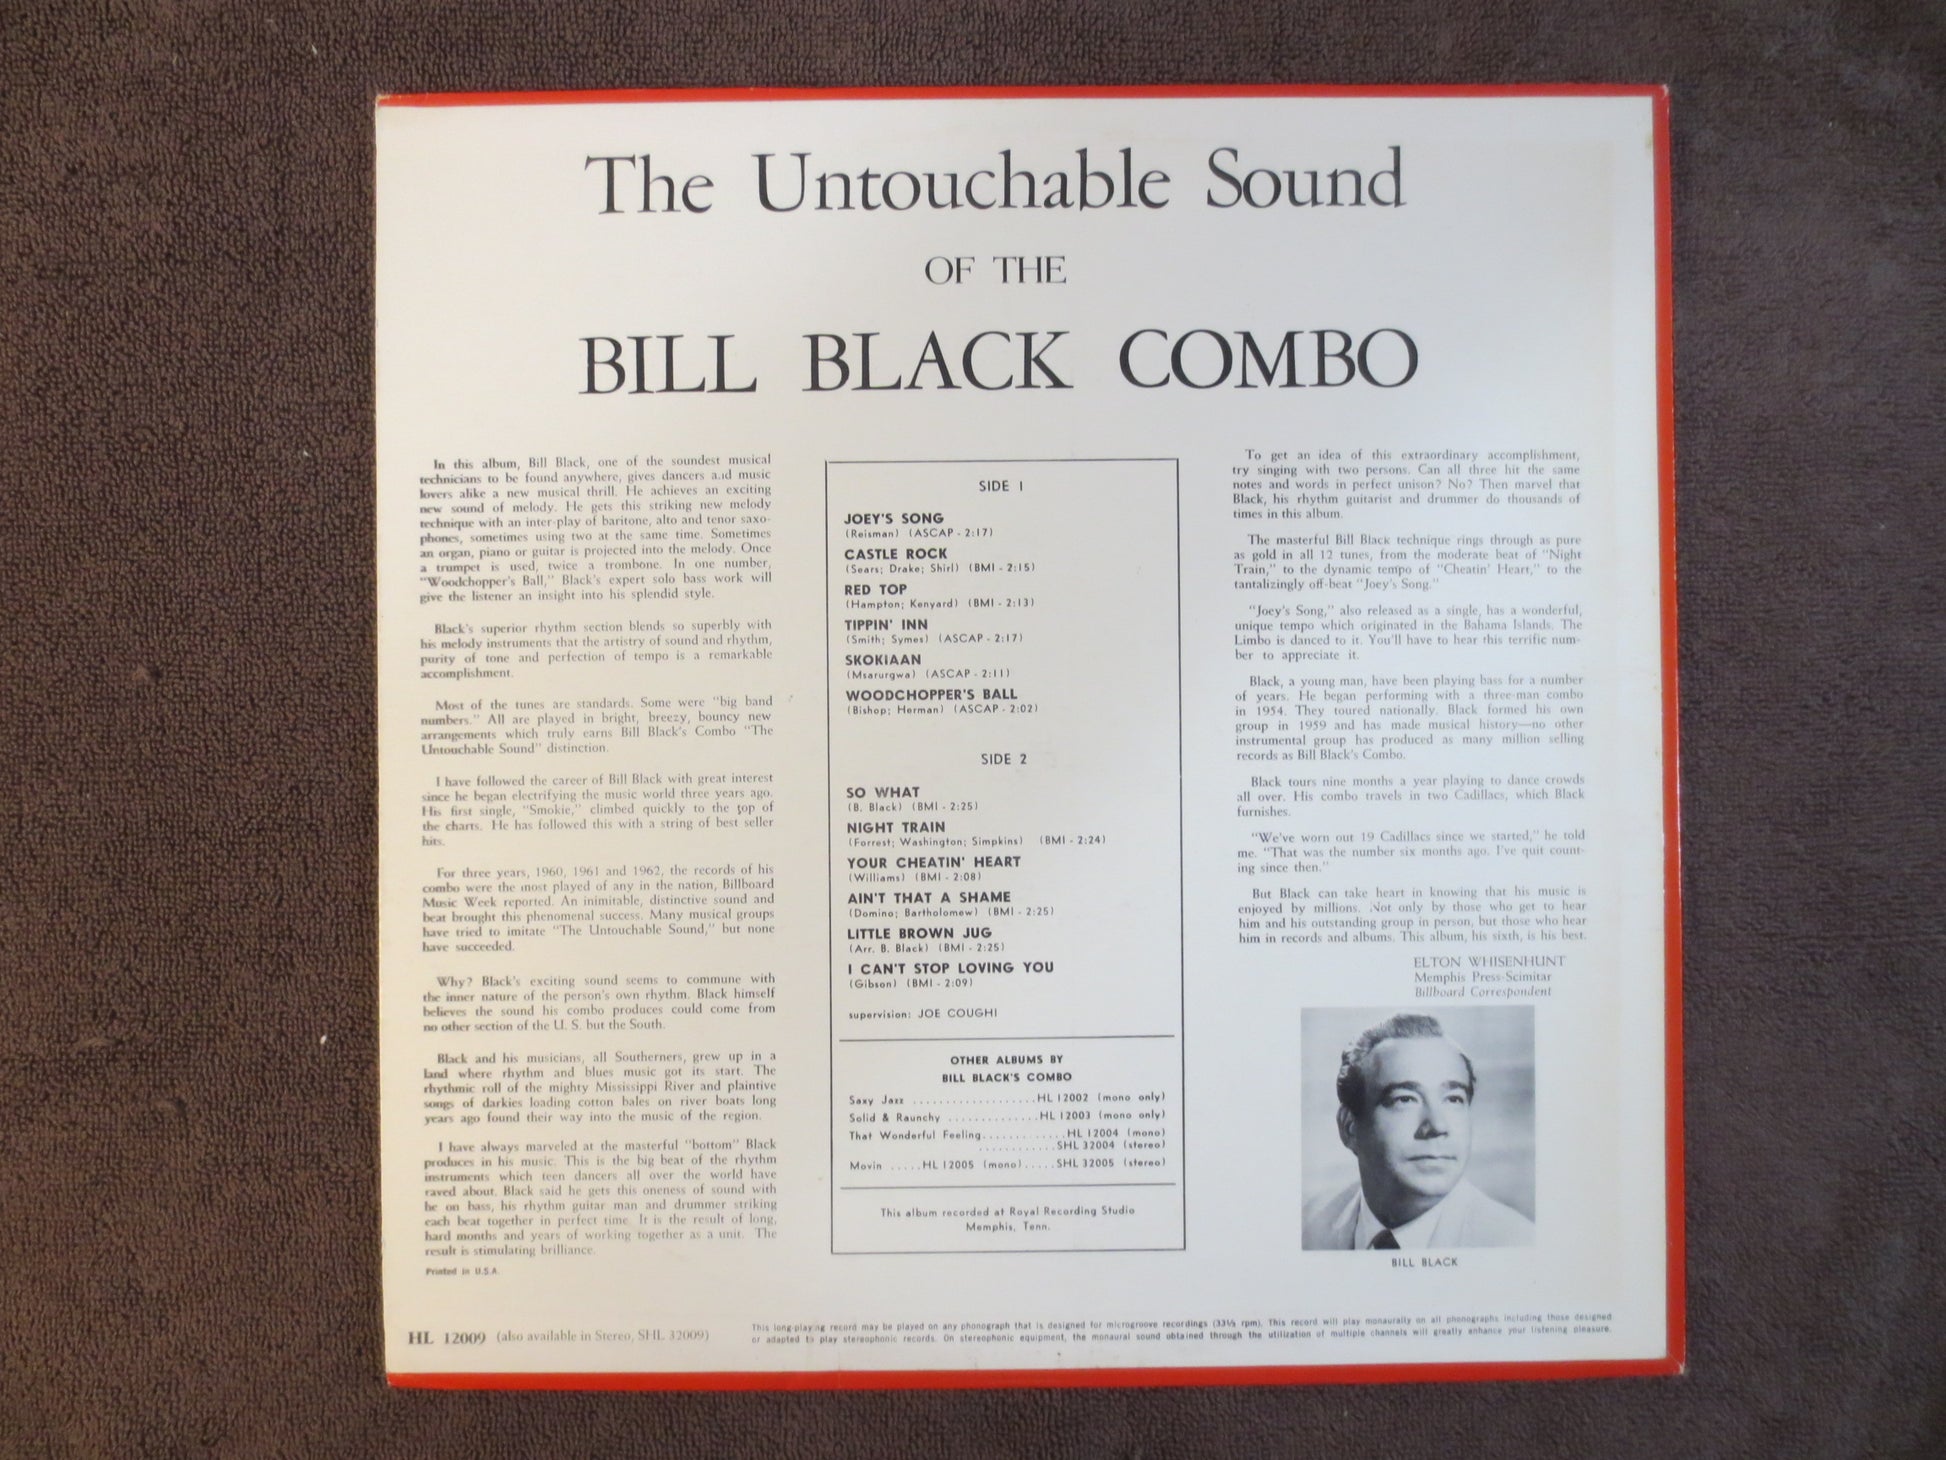 The Untouchable Sound
OF THE
BILL BLACK COMBO
In this album, Bill Black, one of the soundest musical
technicians to be found anywhere, gives dancers and music
lovers alike a new musical thrill. He achieves an exciting
new sound of melody. He gets this striking new melody
technique with an inter-play of baritone, alto and tenor saxo-
phones, sometimes using two at the same time. Sometimes
an organ, piano or guitar is projected into the melody. Once
a trumpet is used, twice a trombone. In one number,
"Woodchopper's Ball," Black's expert solo bass work will
give the listener an insight into his splendid style.
Black's superior rhythm section blends so superbly with
his melody instruments that the artistry of sound and rhythm,
purity of tone and perfection of tempo is a remarkable
accomplishment.
Most of the tunes are standards. Some were "big band
numbers." All are played in bright, breezy, bouncy new
arrangements which truly earns Bill Black's Combo "The
Untouchable Sound" distinction.
I have followed the career of Bill Black with great interest
since he began electrifying the music world three years ago.
His first single, "Smokie," climbed quickly to the top of
the charts. He has followed this with a string of best seller
hits.
For three years, 1960, 1961 and 1962, the records of his
combo were the most played of any in the nation, Billboard
Music Week reported. An inimitable, distinctive sound and
beat brought this phenomenal success. Many musical groups
have tried to imitate "The Untouchable Sound," but none
have succeeded.
Why? Black's exciting sound seems to commune with
the inner nature of the person's own rhythm. Black himself
believes the sound his combo produces could come from
no other section of the U. S. but the South.
Black and his musicians, all Southerners, grew up in a
land where rhythm and blues music got its start. The
rhythmic roll of the mighty Mississippi River and plaintive
songs of darkies loading cotton bales on river boats long
years ago found their way into the music of the region.
I have always marveled at the masterful "bottom" Black
produces in his music. This is the big beat of the rhythm
instruments which teen dancers all over the world have
raved about. Black said he gets this oneness of sound with
he on bass, his rhythm guitar man and drummer striking
each beat together in perfect time. It is the result of long,
hard months and years of working together as a unit. The
result is stimulating brilliance.
Printed in U.S.A.
SIDE 1
JOEY'S SONG
(Reisman) (ASCAP - 2:17)
CASTLE ROCK
(Sears; Drake; Shirl) (BMI - 2:15)
RED TOP
(Hampton; Kenyard) (BMI - 2:13)
TIPPIN' INN
(Smith; Symes) (ASCAP - 2:17)
SKOKIAAN
(Msarurgwa) (ASCAP - 2:11)
WOODCHOPPER'S BALL
(Bishop; Herman) (ASCAP - 2:02)
SIDE 2
SO WHAT
(B. Black) (BMI - 2:25)
NIGHT TRAIN
(Forrest; Washington; Simpkins) (BMI - 2:24)
YOUR CHEATIN' HEART
(Williams) (BMI - 2:08)
AIN'T THAT A SHAME
(Domino; Bartholomew) (BMI - 2:25)
LITTLE BROWN JUG
(Arr. B. Black) (BMI - 2:25)
I CAN'T STOP LOVING YOU
(Gibson) (BMI - 2:09)
supervision: JOE COUGHI
OTHER ALBUMS BY
BILL BLACK'S COMBO
Saxy Jazz ...................HL 12002 (mono only)
Solid & Raunchy .............HL 12003 (mono only)
That Wonderful Feeling............HL 12004 (mono)
...........SHL 32004 (stereo)
Movin .....HL 12005 (mono).....SHL 32005 (stereo)
This album recorded at Royal Recording Studio
Memphis, Tenn.
To get an idea of this extraordinary accomplishment,
try singing with two persons. Can all three hit the same
notes and words in perfect unison? No? Then marvel that
Black, his rhythm guitarist and drummer do thousands of
times in this album.
The masterful Bill Black technique rings through as pure
as gold in all 12 tunes, from the moderate beat of "Night
Train," to the dynamic tempo of "Cheatin' Heart," to the
tantalizingly off-beat "Joey's Song."
"Joey's Song," also released as a single, has a wonderful,
unique tempo which originated in the Bahama Islands. The
Limbo is danced to it. You'll have to hear this terrific num-
ber to appreciate it.
Black, a young man, have been playing bass for a number
of years. He began performing with a three-man combo
in 1954. They toured nationally. Black formed his own
group in 1959 and has made musical history—no other
instrumental group has produced as many million selling
records as Bill Black's Combo.
Black tours nine months a year playing to dance crowds
all over. His combo travels in two Cadillacs, which Black
furnishes.
"We've worn out 19 Cadillacs since we started," he told
me. "That was the number six months ago. I've quit count-
ing since then."
But Black can take heart in knowing that his music is
enjoyed by millions. Not only by those who get to hear
him and his outstanding group in person, but those who hear
him in records and albums. This album, his sixth, is his best.
ELTON WHISENHUNT
Memphis Press-Scimitar
Billboard Correspondent
BILL BLACK
HL 12009 (also available in Stereo, SHL 32009)
This long-playing record may be played on any phonograph that is designed for microgroove recordings (33⅓ rpm). This record will play monaurally on all phonographs including those designed
or adapted to play stereophonic records. On stereophonic equipment, the monaural sound obtained through the utilization of multiple channels will greatly enhance your listening pleasure.